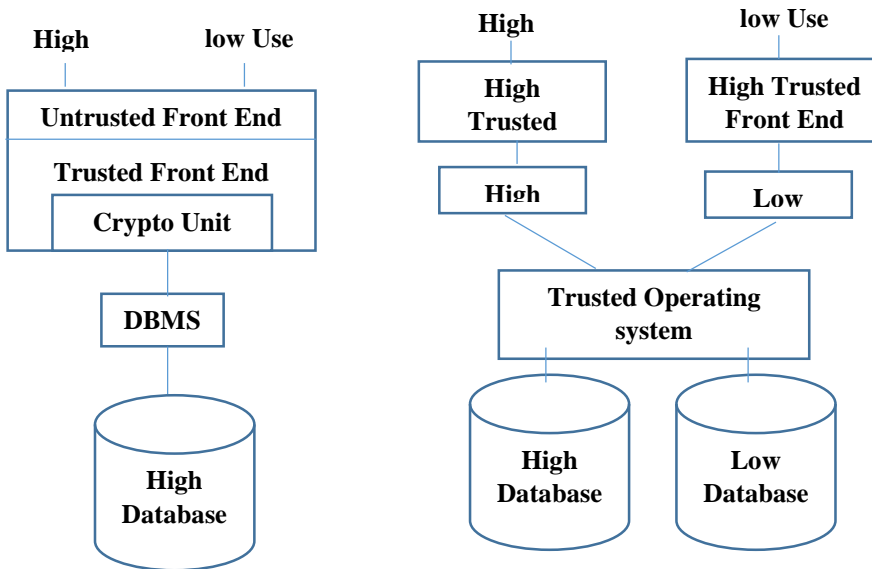 High
low Use
Untrusted Front End
Trusted Front End
Crypto Unit
DBMS
High
Database
High
low Use
High
Trusted
High Trusted
Front End
High
Low
Trusted Operating
system
High
Database
Low
Database